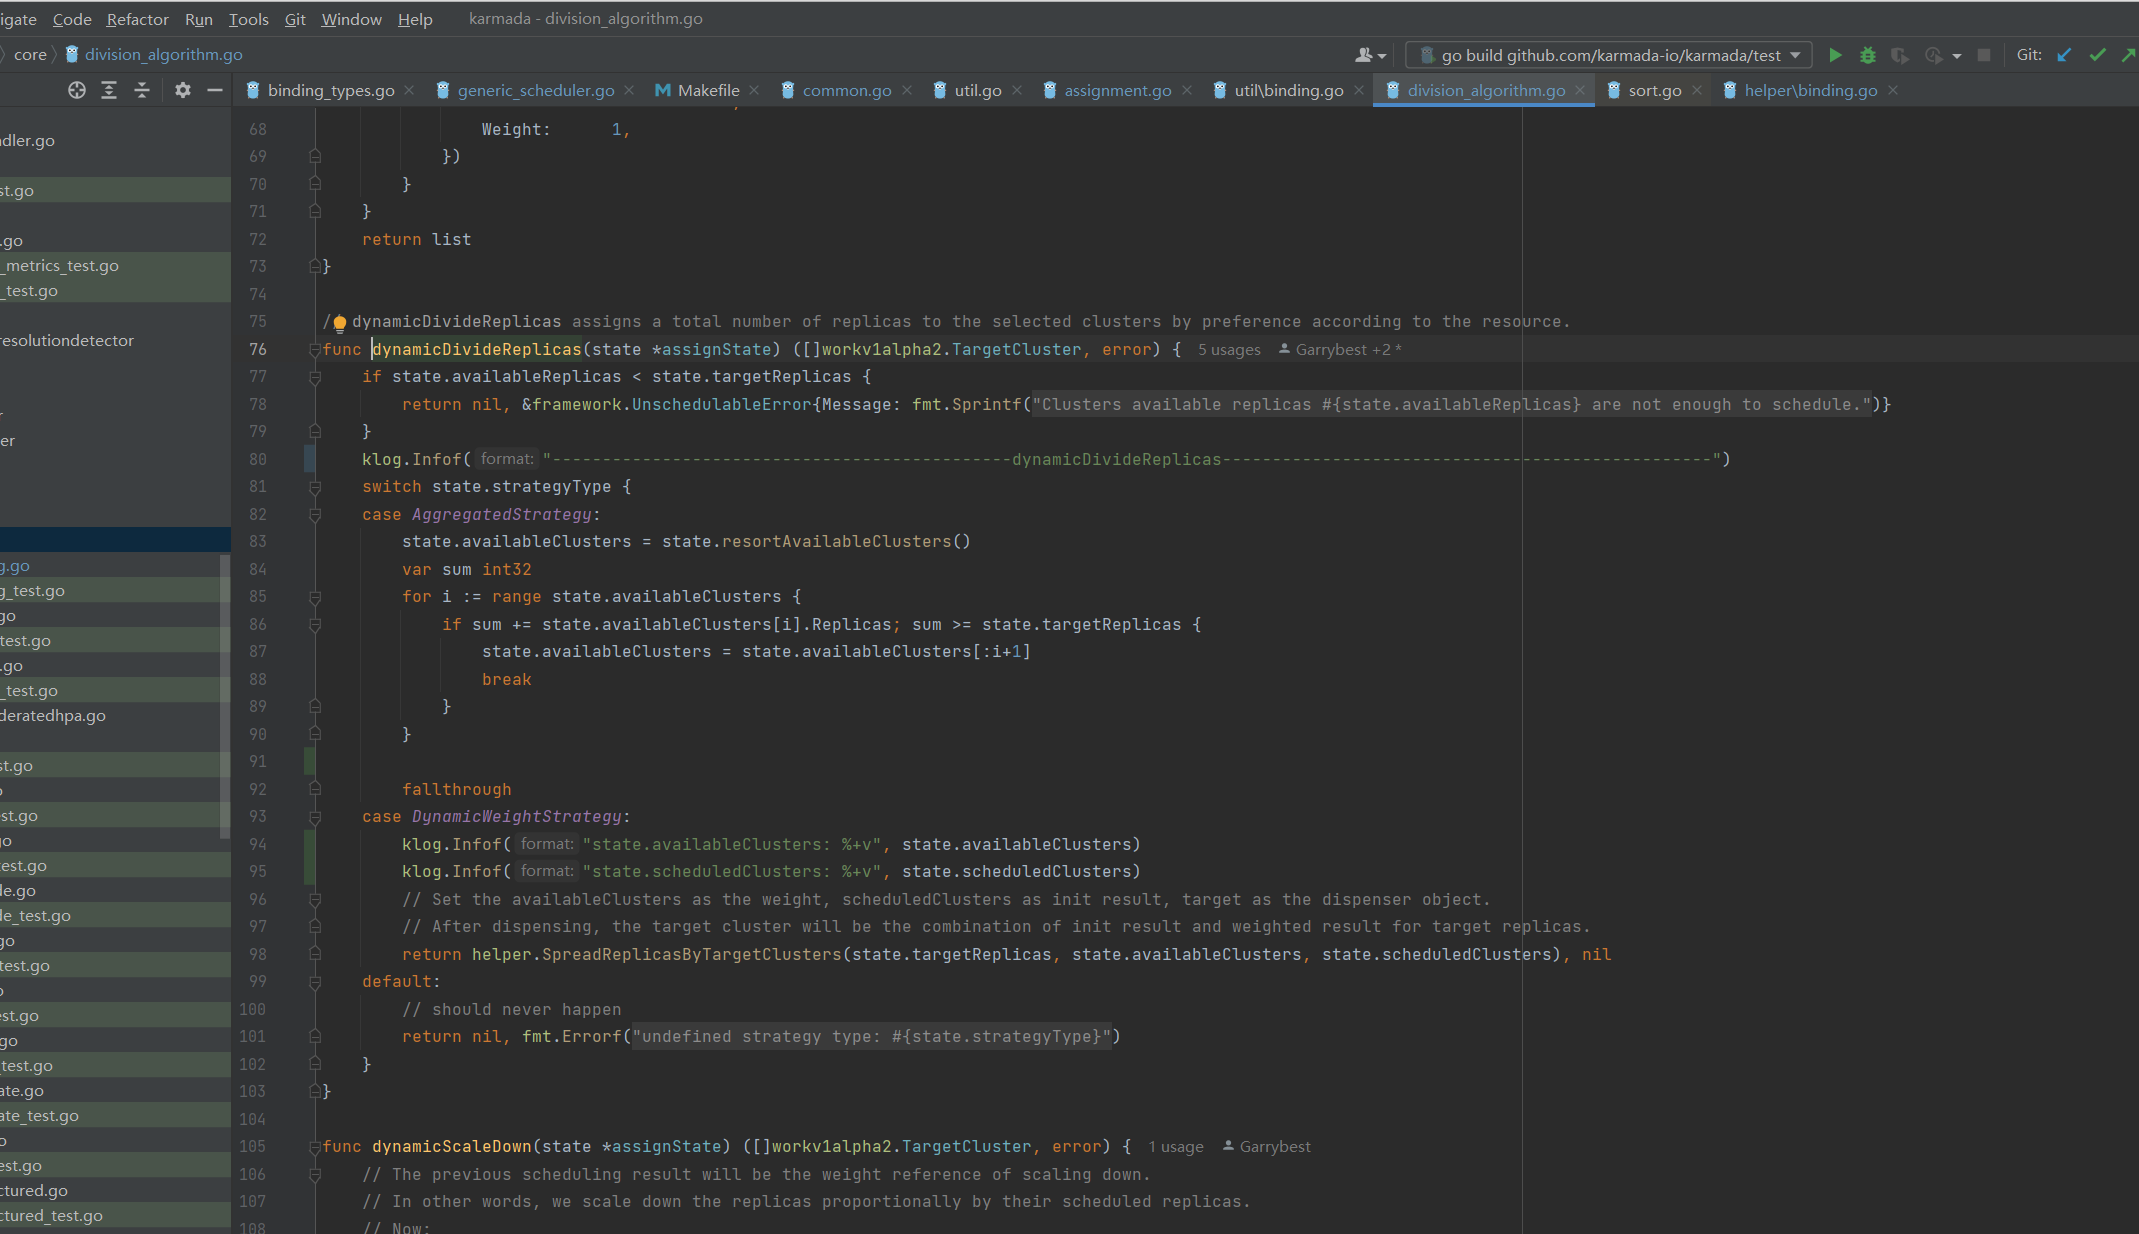 igate Code Refactor Run Tools Git Window Help karmada - division_algorithm.go
core division_algorithm.go go build github.com/karmada-io/karmada/test Git:
binding_types.go generic_scheduler.go Makefile common.go util.go assignment.go util\binding.go division_algorithm.go sort.go helper\binding.go
ndler.go
st.go
.go
_metrics_test.go
_test.go
resolutiondetector
r
er
g.go
g_test.go
go
test.go
.go
_test.go
deratedhpa.go
st.go
o
est.go
go
test.go
de.go
de_test.go
go
test.go
o
est.go
.go
_test.go
ate.go
ate_test.go
o
est.go
ctured.go
ctured_test.go
68 Weight: 1,
69 })
70 }
71 }
72 return list
73 }
74
75 / dynamicDivideReplicas assigns a total number of replicas to the selected clusters by preference according to the resource.
76 func dynamicDivideReplicas(state *assignState) ([]workv1alpha2.TargetCluster, error) { 5 usages Garrybest +2 *
77 if state.availableReplicas < state.targetReplicas {
78 return nil, &framework.UnschedulableError{Message: fmt.Sprintf("Clusters available replicas #{state.availableReplicas} are not enough to schedule.")}
79 }
80 klog.Infof( format: "----------------------------------------------dynamicDivideReplicas-------------------------------------------------")
81 switch state.strategyType {
82 case AggregatedStrategy:
83 state.availableClusters = state.resortAvailableClusters()
84 var sum int32
85 for i := range state.availableClusters {
86 if sum += state.availableClusters[i].Replicas; sum >= state.targetReplicas {
87 state.availableClusters = state.availableClusters[:i+1]
88 break
89 }
90 }
91
92 fallthrough
93 case DynamicWeightStrategy:
94 klog.Infof( format: "state.availableClusters: %+v", state.availableClusters)
95 klog.Infof( format: "state.scheduledClusters: %+v", state.scheduledClusters)
96 // Set the availableClusters as the weight, scheduledClusters as init result, target as the dispenser object.
97 // After dispensing, the target cluster will be the combination of init result and weighted result for target replicas.
98 return helper.SpreadReplicasByTargetClusters(state.targetReplicas, state.availableClusters, state.scheduledClusters), nil
99 default:
100 // should never happen
101 return nil, fmt.Errorf("undefined strategy type: #{state.strategyType}")
102 }
103 }
104
105 func dynamicScaleDown(state *assignState) ([]workv1alpha2.TargetCluster, error) { 1 usage Garrybest
106 // The previous scheduling result will be the weight reference of scaling down.
107 // In other words, we scale down the replicas proportionally by their scheduled replicas.
108 // Now: